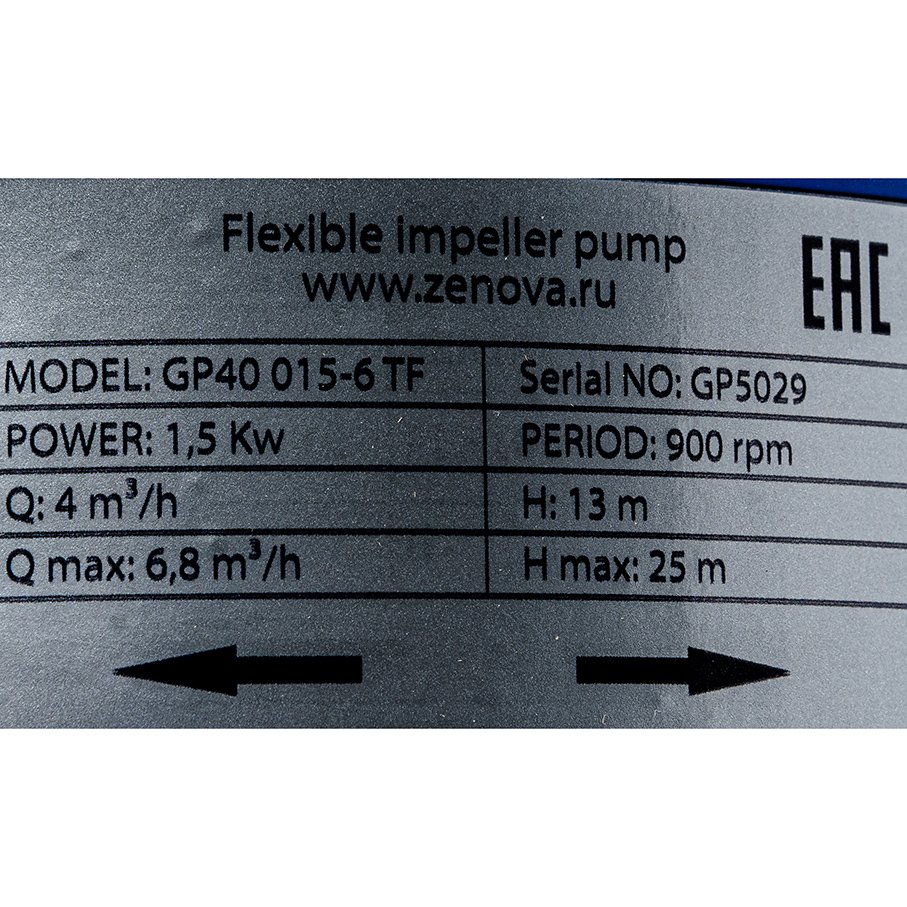 Flexible impeller pump
www.zenova.ru
EAC
MODEL: GP40 015-6 TF
Serial NO: GP5029
POWER: 1,5 Kw
PERIOD: 900 rpm
Q: 4 m³/h
H: 13 m
Q max: 6,8 m³/h
H max: 25 m